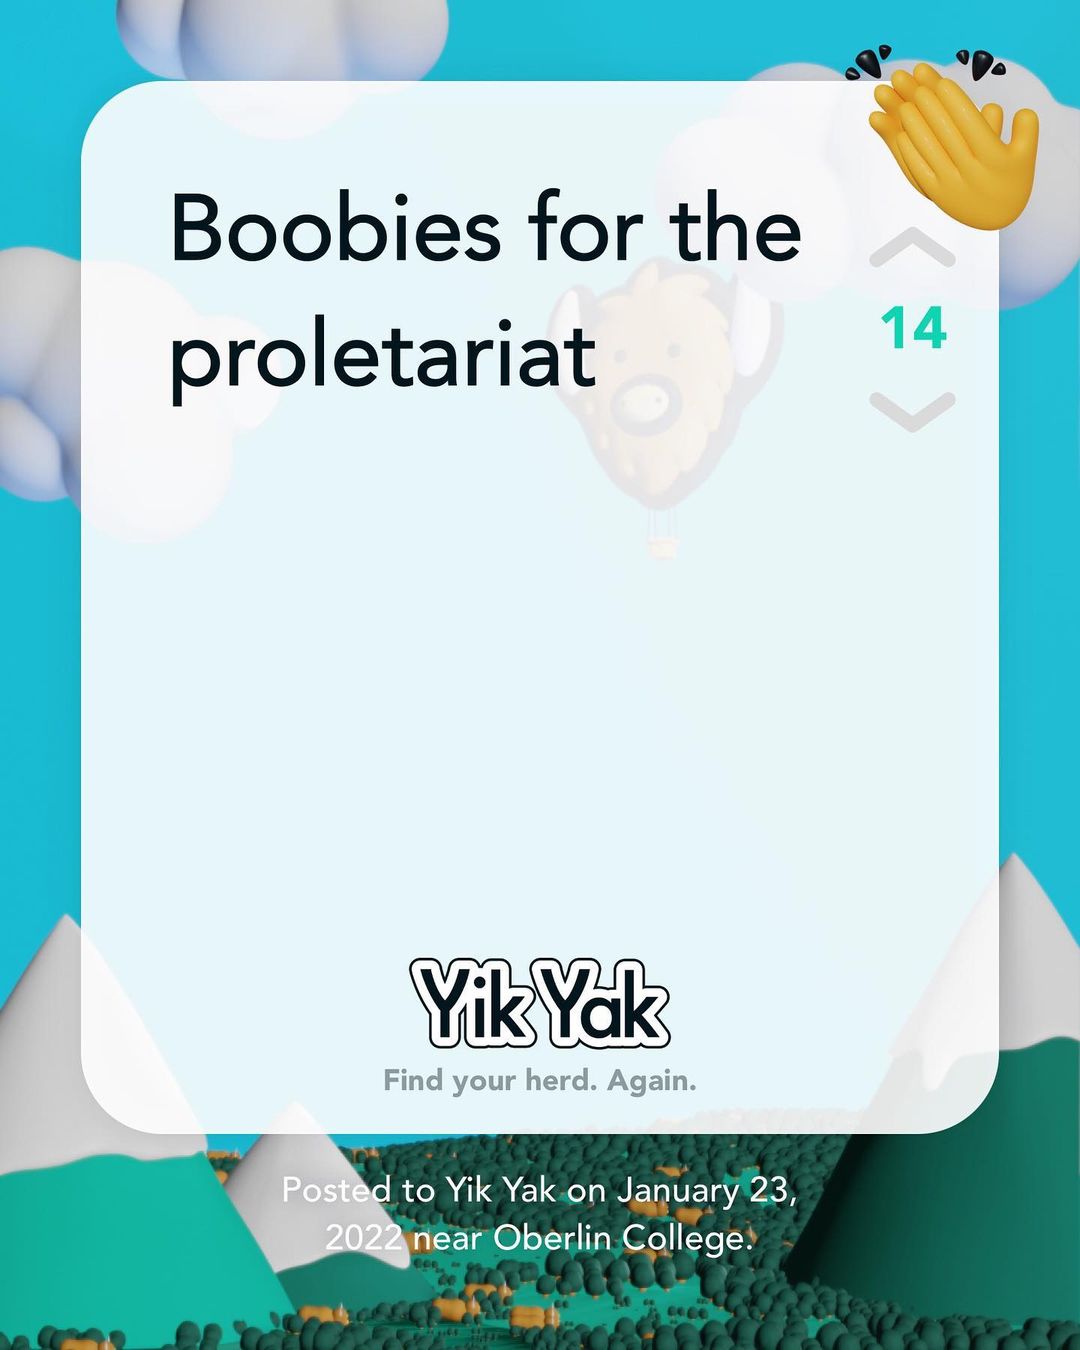 Boobies for the
proletariat
14
Yik Yak
Find your herd. Again.
Posted to Yik Yak on January 23,
2022 near Oberlin College.